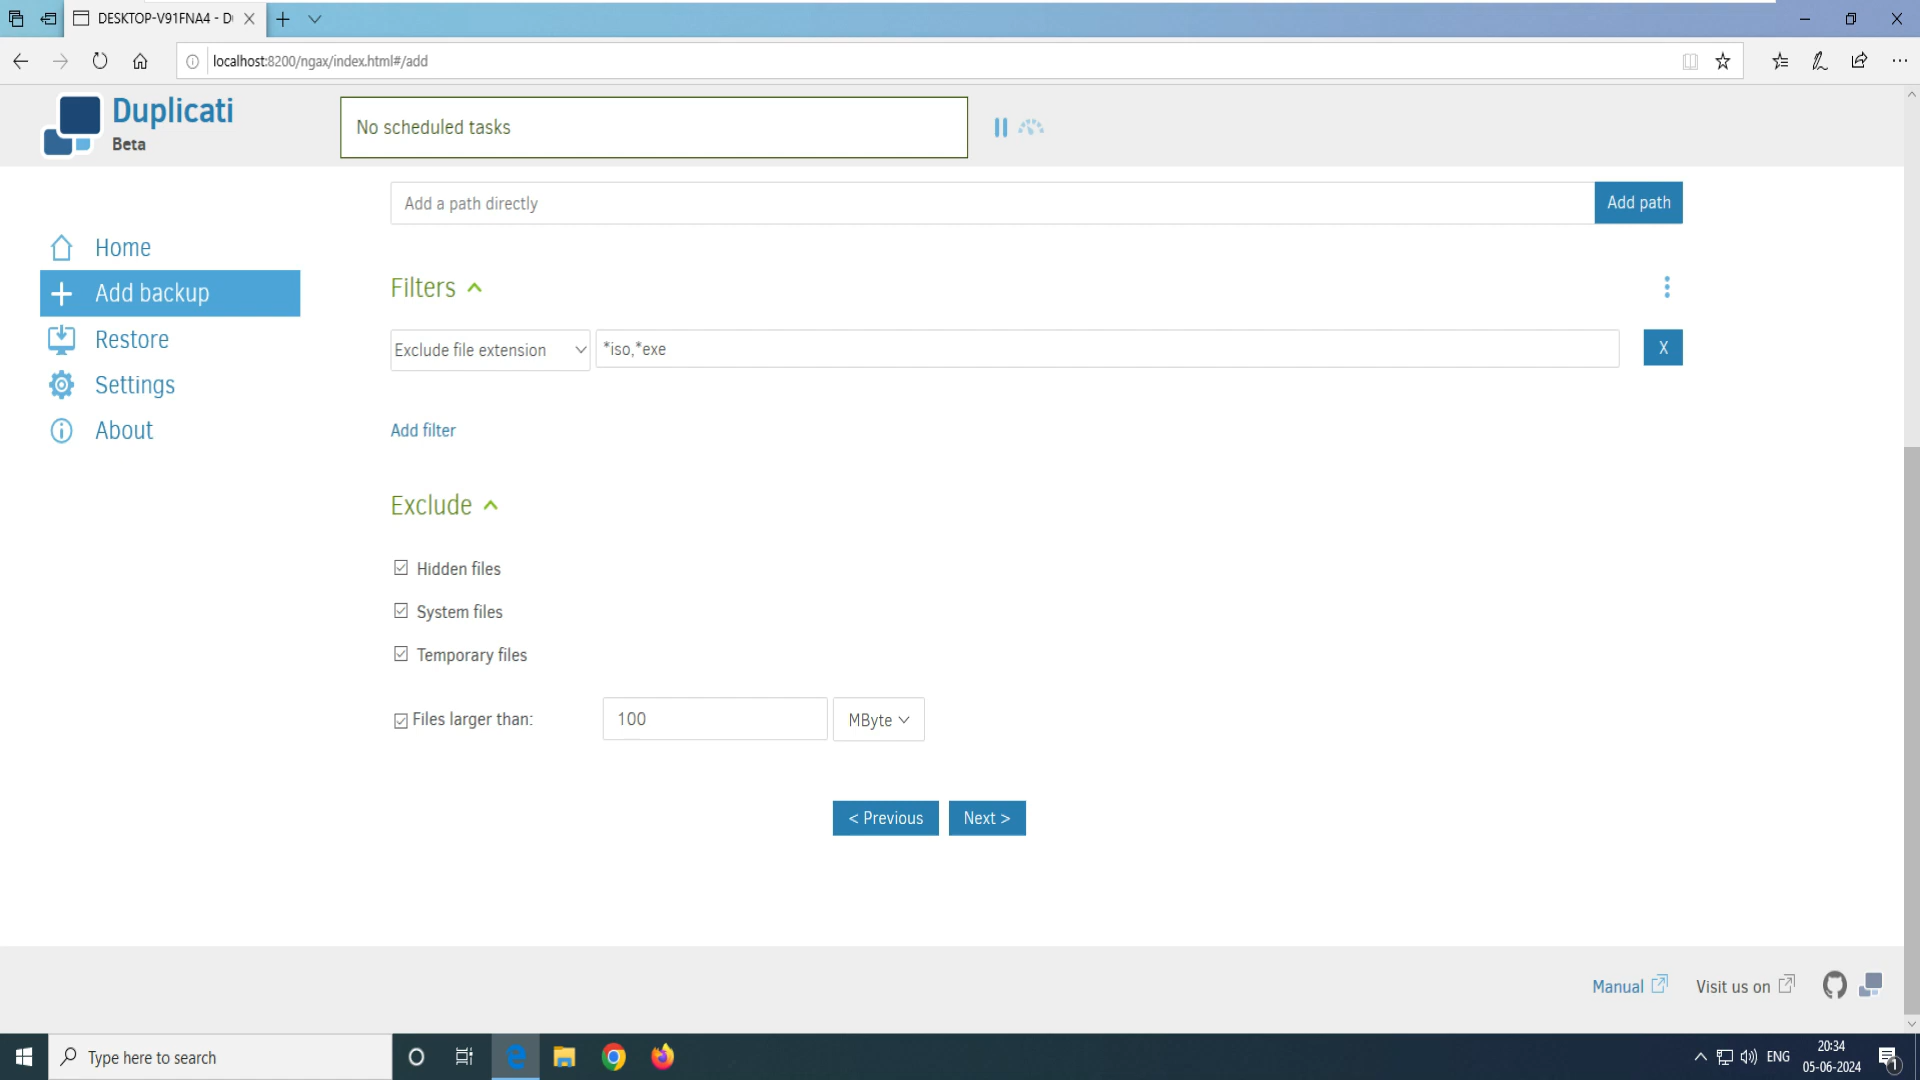 DESKTOP-V91FNA4 - D
localhost:8200/ngax/index.html#/add
Duplicati
Beta
No scheduled tasks
Add a path directly
Add path
Home
Add backup
Restore
Settings
About
Filters
Exclude file extension
*iso,*exe
X
Add filter
Exclude
Hidden files
System files
Temporary files
Files larger than:
100
MByte
< Previous
Next >
Manual
Visit us on
Type here to search
ENG
20:34
05-06-2024
1